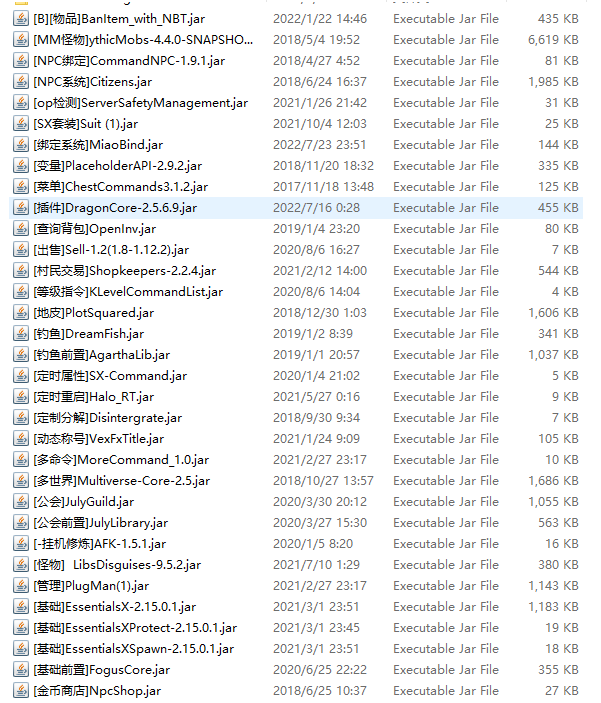 [B][物品]BanItem_with_NBT.jar 2022/1/22 14:46 Executable Jar File 435 KB
[MM怪物]ythicMobs-4.4.0-SNAPSHO... 2018/5/4 19:52 Executable Jar File 6,619 KB
[NPC绑定]CommandNPC-1.9.1.jar 2018/4/27 4:52 Executable Jar File 81 KB
[NPC系统]Citizens.jar 2018/6/24 16:37 Executable Jar File 1,985 KB
[op检测]ServerSafetyManagement.jar 2021/1/26 21:42 Executable Jar File 31 KB
[SX套装]Suit (1).jar 2021/10/4 12:03 Executable Jar File 25 KB
[绑定系统]MiaoBind.jar 2022/7/23 23:51 Executable Jar File 144 KB
[变量]PlaceholderAPI-2.9.2.jar 2018/11/20 18:32 Executable Jar File 335 KB
[菜单]ChestCommands3.1.2.jar 2017/11/18 13:48 Executable Jar File 125 KB
[插件]DragonCore-2.5.6.9.jar 2022/7/16 0:28 Executable Jar File 455 KB
[查询背包]OpenInv.jar 2019/1/4 23:20 Executable Jar File 80 KB
[出售]Sell-1.2(1.8-1.12.2).jar 2020/8/6 16:27 Executable Jar File 7 KB
[村民交易]Shopkeepers-2.2.4.jar 2021/2/12 14:00 Executable Jar File 544 KB
[等级指令]KLevelCommandList.jar 2020/8/6 14:04 Executable Jar File 4 KB
[地皮]PlotSquared.jar 2018/12/30 1:03 Executable Jar File 1,606 KB
[钓鱼]DreamFish.jar 2019/1/2 8:39 Executable Jar File 341 KB
[钓鱼前置]AgarthaLib.jar 2019/1/1 20:57 Executable Jar File 1,037 KB
[定时属性]SX-Command.jar 2020/1/4 21:02 Executable Jar File 5 KB
[定时重启]Halo_RT.jar 2021/5/27 0:16 Executable Jar File 9 KB
[定制分解]Disintergrate.jar 2018/9/30 9:34 Executable Jar File 7 KB
[动态称号]VexFxTitle.jar 2021/1/24 9:09 Executable Jar File 105 KB
[多命令]MoreCommand_1.0.jar 2021/2/27 23:17 Executable Jar File 10 KB
[多世界]Multiverse-Core-2.5.jar 2018/10/27 13:57 Executable Jar File 1,686 KB
[公会]JulyGuild.jar 2020/3/30 20:12 Executable Jar File 1,055 KB
[公会前置]JulyLibrary.jar 2020/3/27 15:30 Executable Jar File 563 KB
[-挂机修炼]AFK-1.5.1.jar 2020/1/5 8:20 Executable Jar File 16 KB
[怪物] LibsDisguises-9.5.2.jar 2021/7/10 1:29 Executable Jar File 380 KB
[管理]PlugMan(1).jar 2021/2/27 23:17 Executable Jar File 1,143 KB
[基础]EssentialsX-2.15.0.1.jar 2021/3/1 23:51 Executable Jar File 1,183 KB
[基础]EssentialsXProtect-2.15.0.1.jar 2021/3/1 23:45 Executable Jar File 19 KB
[基础]EssentialsXSpawn-2.15.0.1.jar 2021/3/1 23:51 Executable Jar File 18 KB
[基础前置]FogusCore.jar 2020/6/25 22:22 Executable Jar File 355 KB
[金币商店]NpcShop.jar 2018/6/25 10:37 Executable Jar File 27 KB